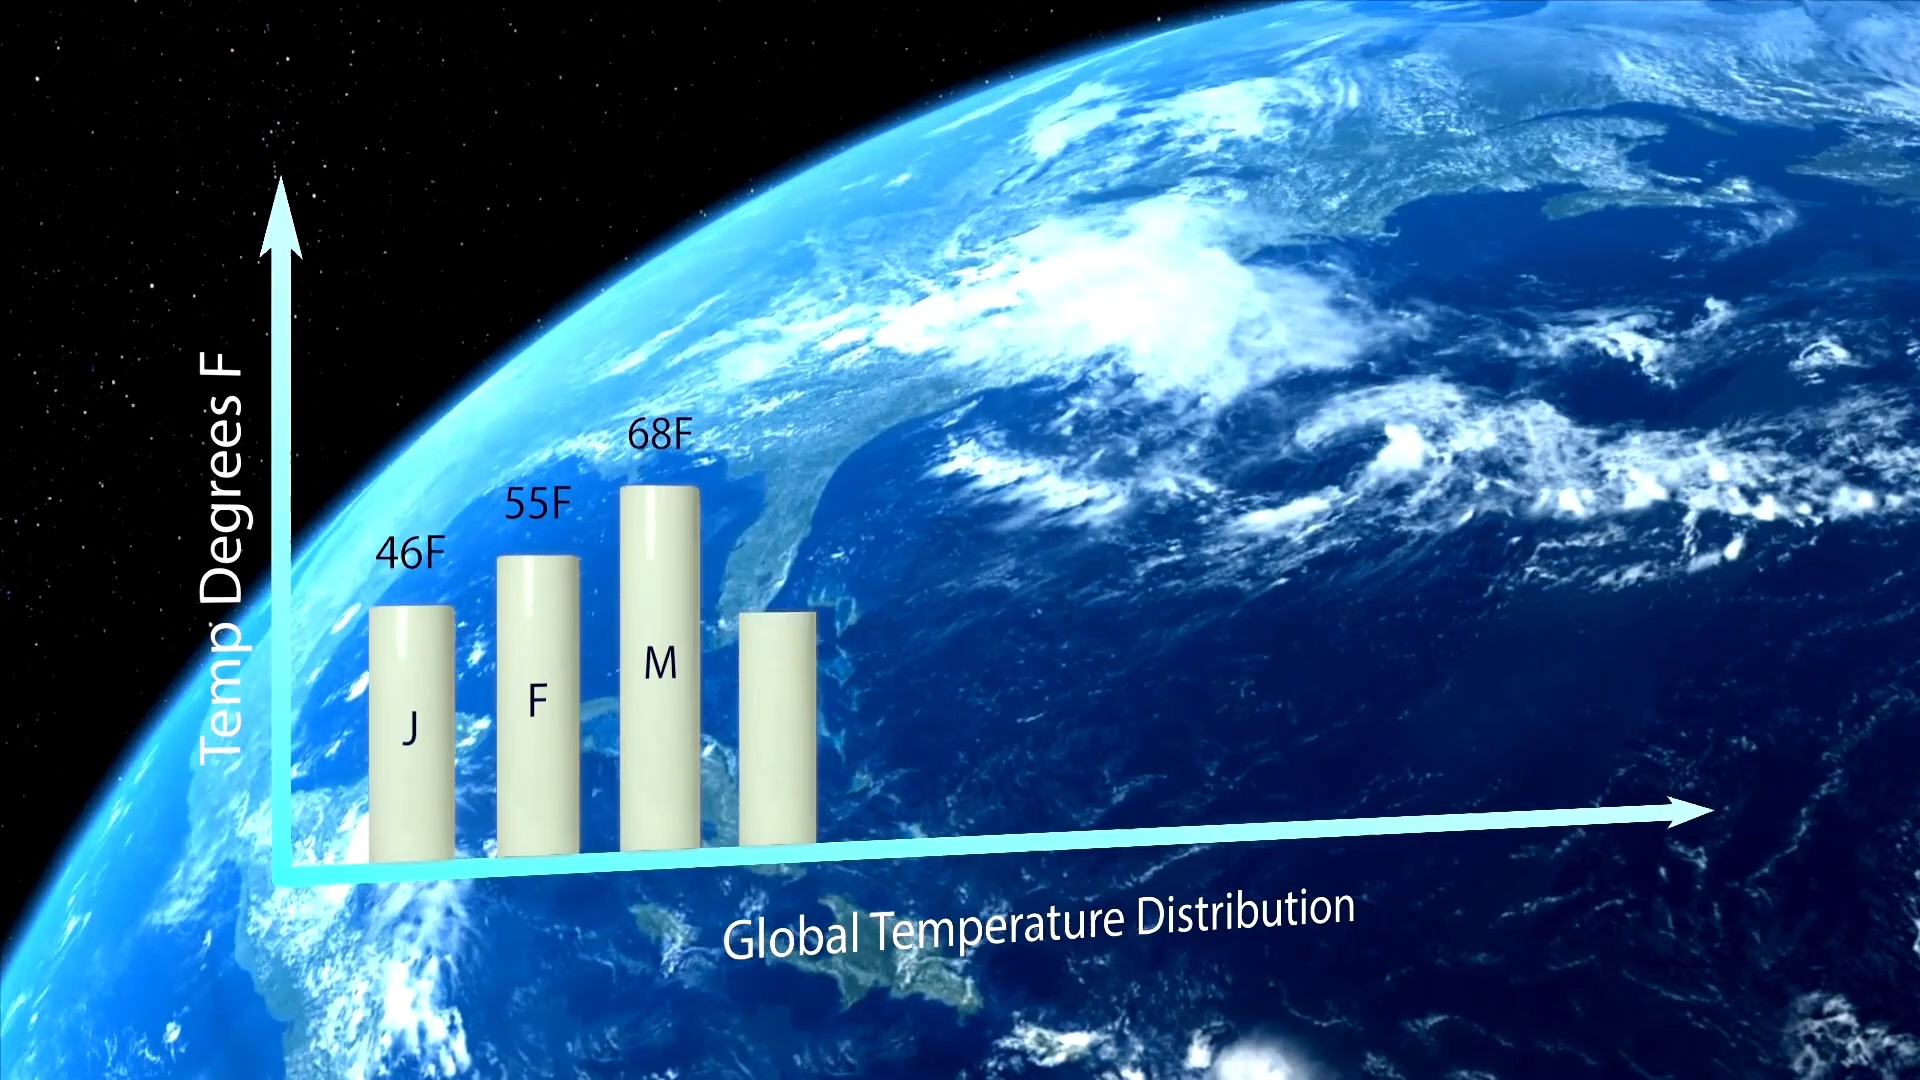 68F
55F
46F
M
F
J
Temp Degrees F
Global Temperature Distribution